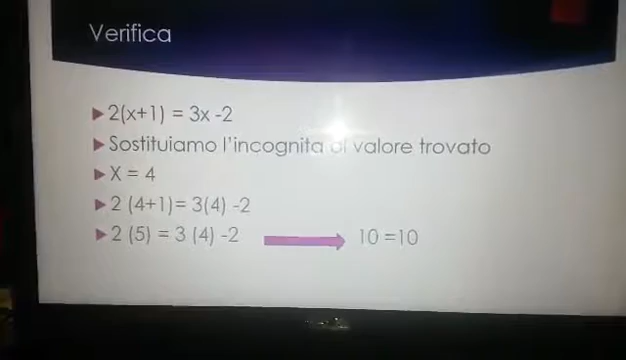 Verifica
2(x+1) = 3x -2
Sostituiamo l'incognita al valore trovato
X = 4
2 (4+1)= 3(4) -2
2 (5) = 3 (4) -2 10 =10